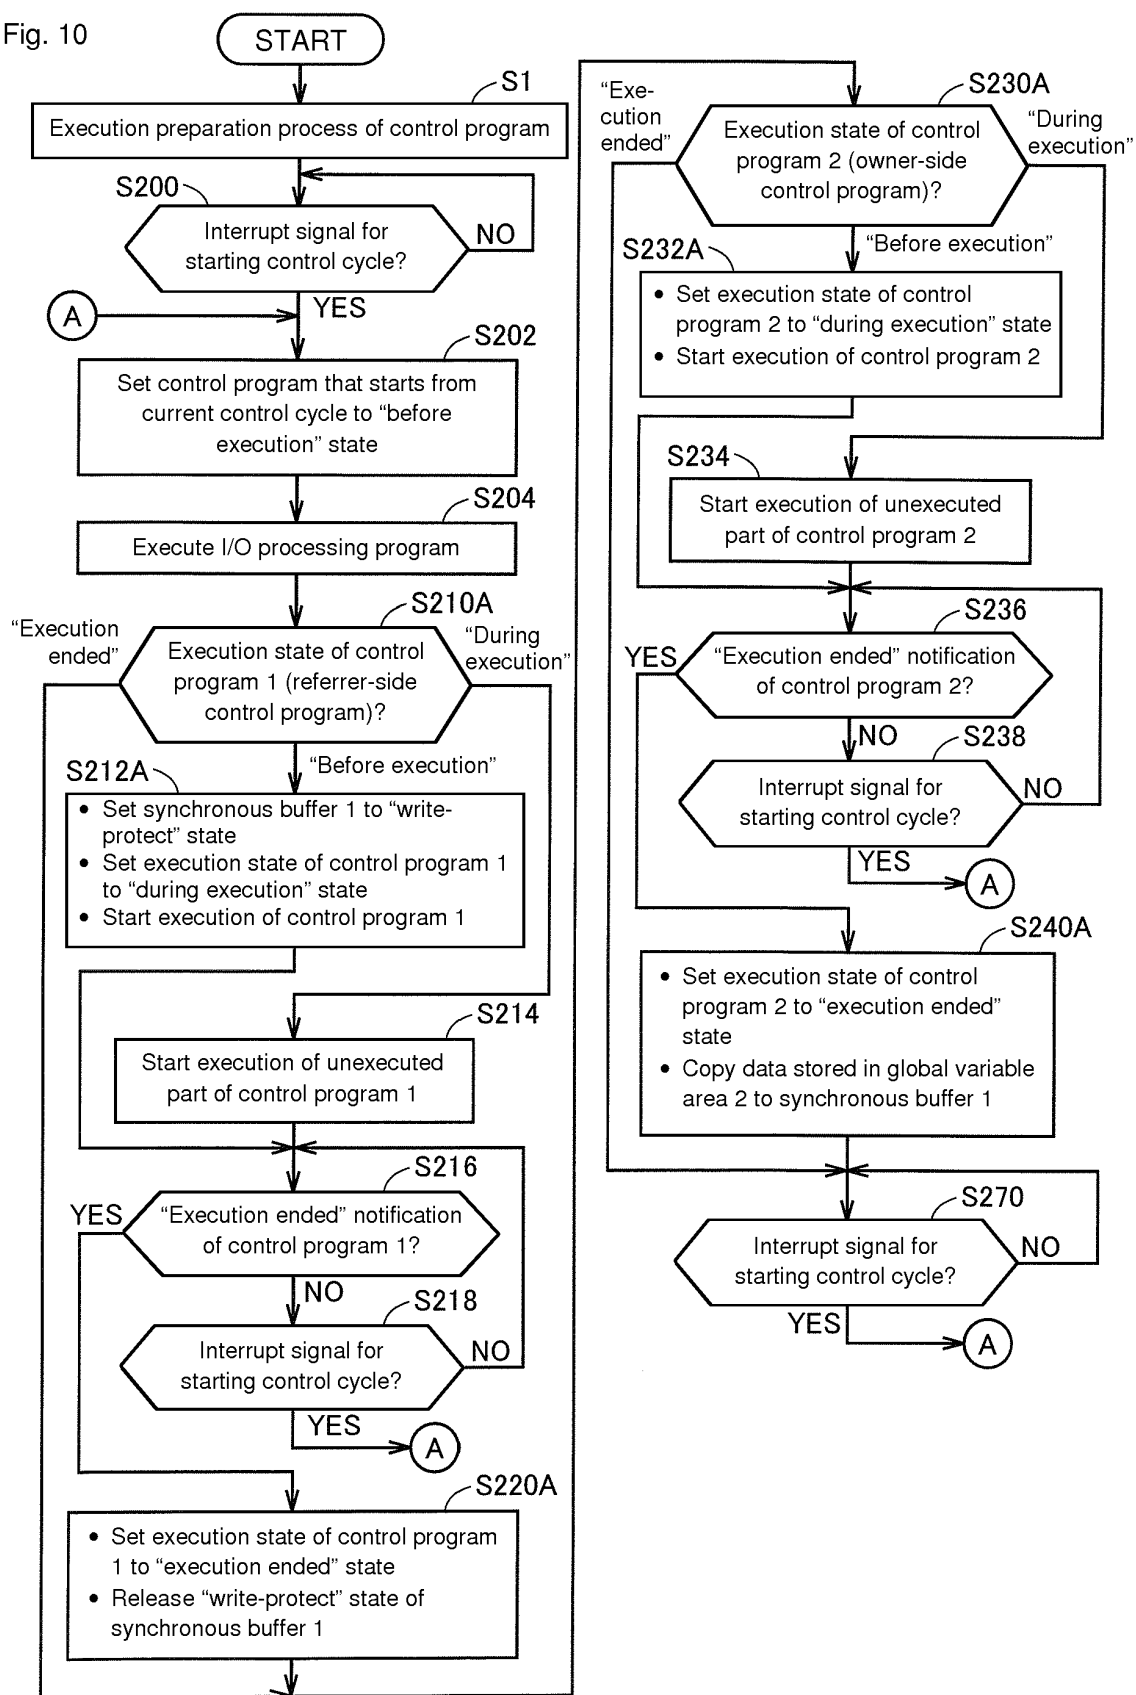 Fig. 10
START
S1
Execution preparation process of control program
S200
Interrupt signal for
starting control cycle?
NO
YES
A
S202
Set control program that starts from
current control cycle to “before
execution” state
S204
Execute I/O processing program
S210A
“Execution
ended”
Execution state of control
program 1 (referrer-side
control program)?
“During
execution”
“Before execution”
S212A
• Set synchronous buffer 1 to “write-
protect” state
• Set execution state of control program 1
to “during execution” state
• Start execution of control program 1
S214
Start execution of unexecuted
part of control program 1
S216
YES
“Execution ended” notification
of control program 1?
NO
S218
Interrupt signal for
starting control cycle?
NO
YES
A
S220A
• Set execution state of control program
1 to “execution ended” state
• Release “write-protect” state of
synchronous buffer 1
“Exe-
cution
ended”
S230A
Execution state of control
program 2 (owner-side
control program)?
“During
execution”
“Before execution”
S232A
• Set execution state of control
program 2 to “during execution” state
• Start execution of control program 2
S234
Start execution of unexecuted
part of control program 2
S236
YES
“Execution ended” notification
of control program 2?
NO
S238
Interrupt signal for
starting control cycle?
NO
YES
A
S240A
• Set execution state of control
program 2 to “execution ended”
state
• Copy data stored in global variable
area 2 to synchronous buffer 1
S270
Interrupt signal for
starting control cycle?
NO
YES
A